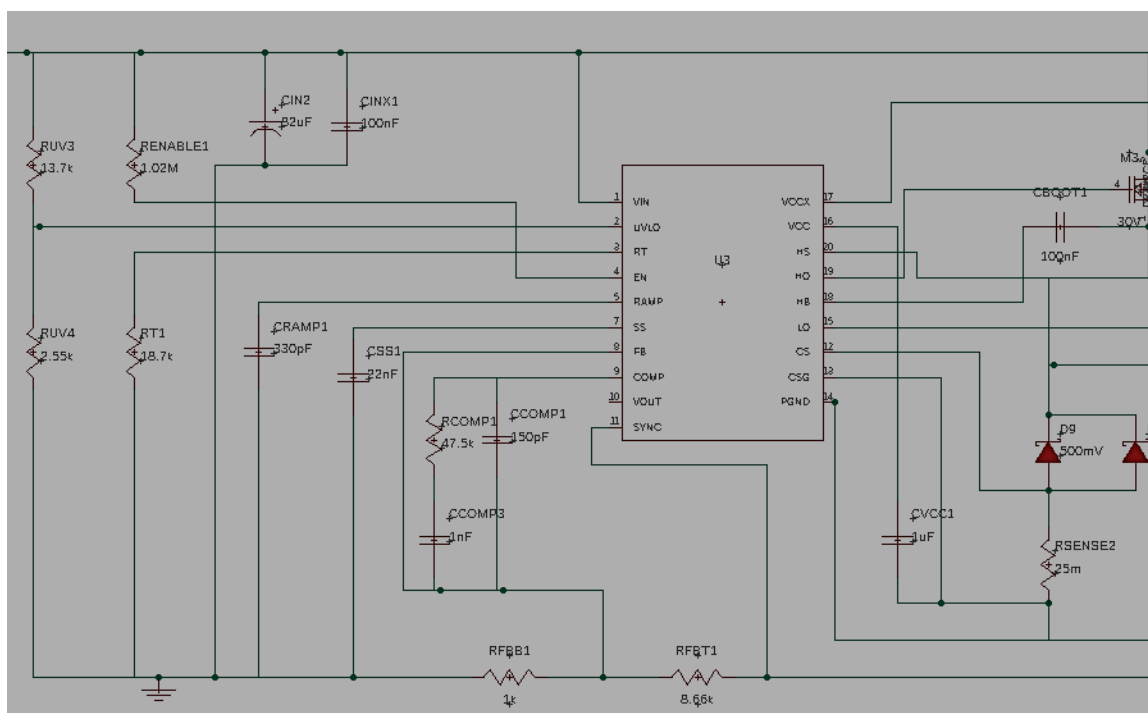 CIN2
82uF
CINX1
100nF
RUV3
13.7k
RENABLE1
1.02M
M3
4
CBOOT1
30V
100nF
1 VIN
VCCX 17
2 UVLO
VCC 16
3 RT
HS 20
U3
4 EN
HO 19
5 RAMP
HB 18
7 SS
LO 15
8 FB
CS 12
9 COMP
CSG 13
10 VOUT
PGND 14
11 SYNC
RUV4
2.55k
RT1
18.7k
CRAMP1
330pF
CSS1
22nF
RCOMP1
47.5k
CCOMP1
150pF
D9
500mV
CCOMP3
1nF
CVCC1
1uF
RSENSE2
25m
RFBB1
1k
RFBT1
8.66k